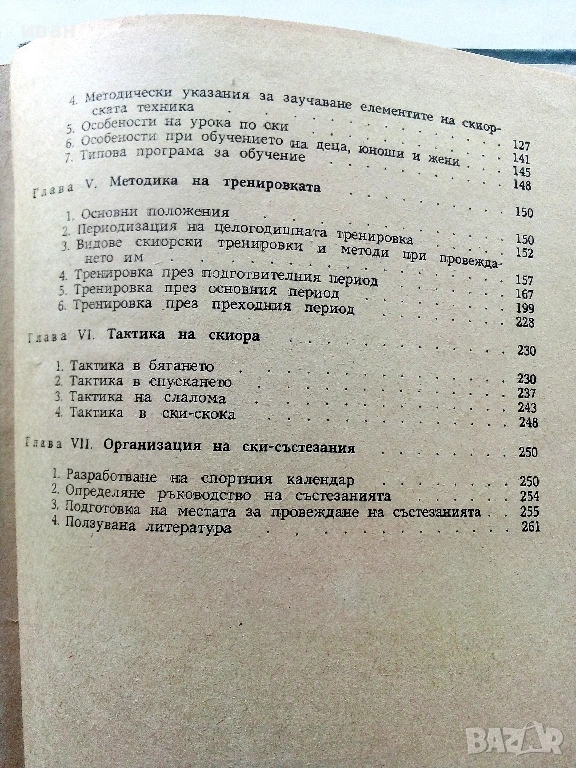 4. Методически указания за заучаване елементите на скиор-
ската техника . . . . . . . . 127
5. Особености на урока по ски . . . . . . . 141
6. Особености при обучението на деца, юноши и жени . . 145
7. Типова програма за обучение . . . . . . . 148
Глава V. Методика на тренировката . . . . . . . 150
1. Основни положения . . . . . . . . 150
2. Периодизация на целогодишната тренировка . . . . 152
3. Видове скиорски тренировки и методи при провежда-
нето им . . . . . . . . . 157
4. Тренировка през подготвителния период . . . . . 167
5. Тренировка през основния период . . . . . . 199
6. Тренировка през преходния период . . . . . . 228
Глава VI. Тактика на скиора . . . . . . . . 230
1. Тактика в бягането . . . . . . . . 230
2. Тактика в спускането . . . . . . . . 237
3. Тактика на слалома . . . . . . . . 243
4. Тактика в ски-скока . . . . . . . . 248
Глава VII. Организация на ски-състезания . . . . . 250
1. Разработване на спортния календар . . . . . 250
2. Определяне ръководство на състезанията . . . . 254
3. Подготовка на местата за провеждане на състезанията . . 255
4. Ползувана литература . . . . . . . . 261
BAZAR